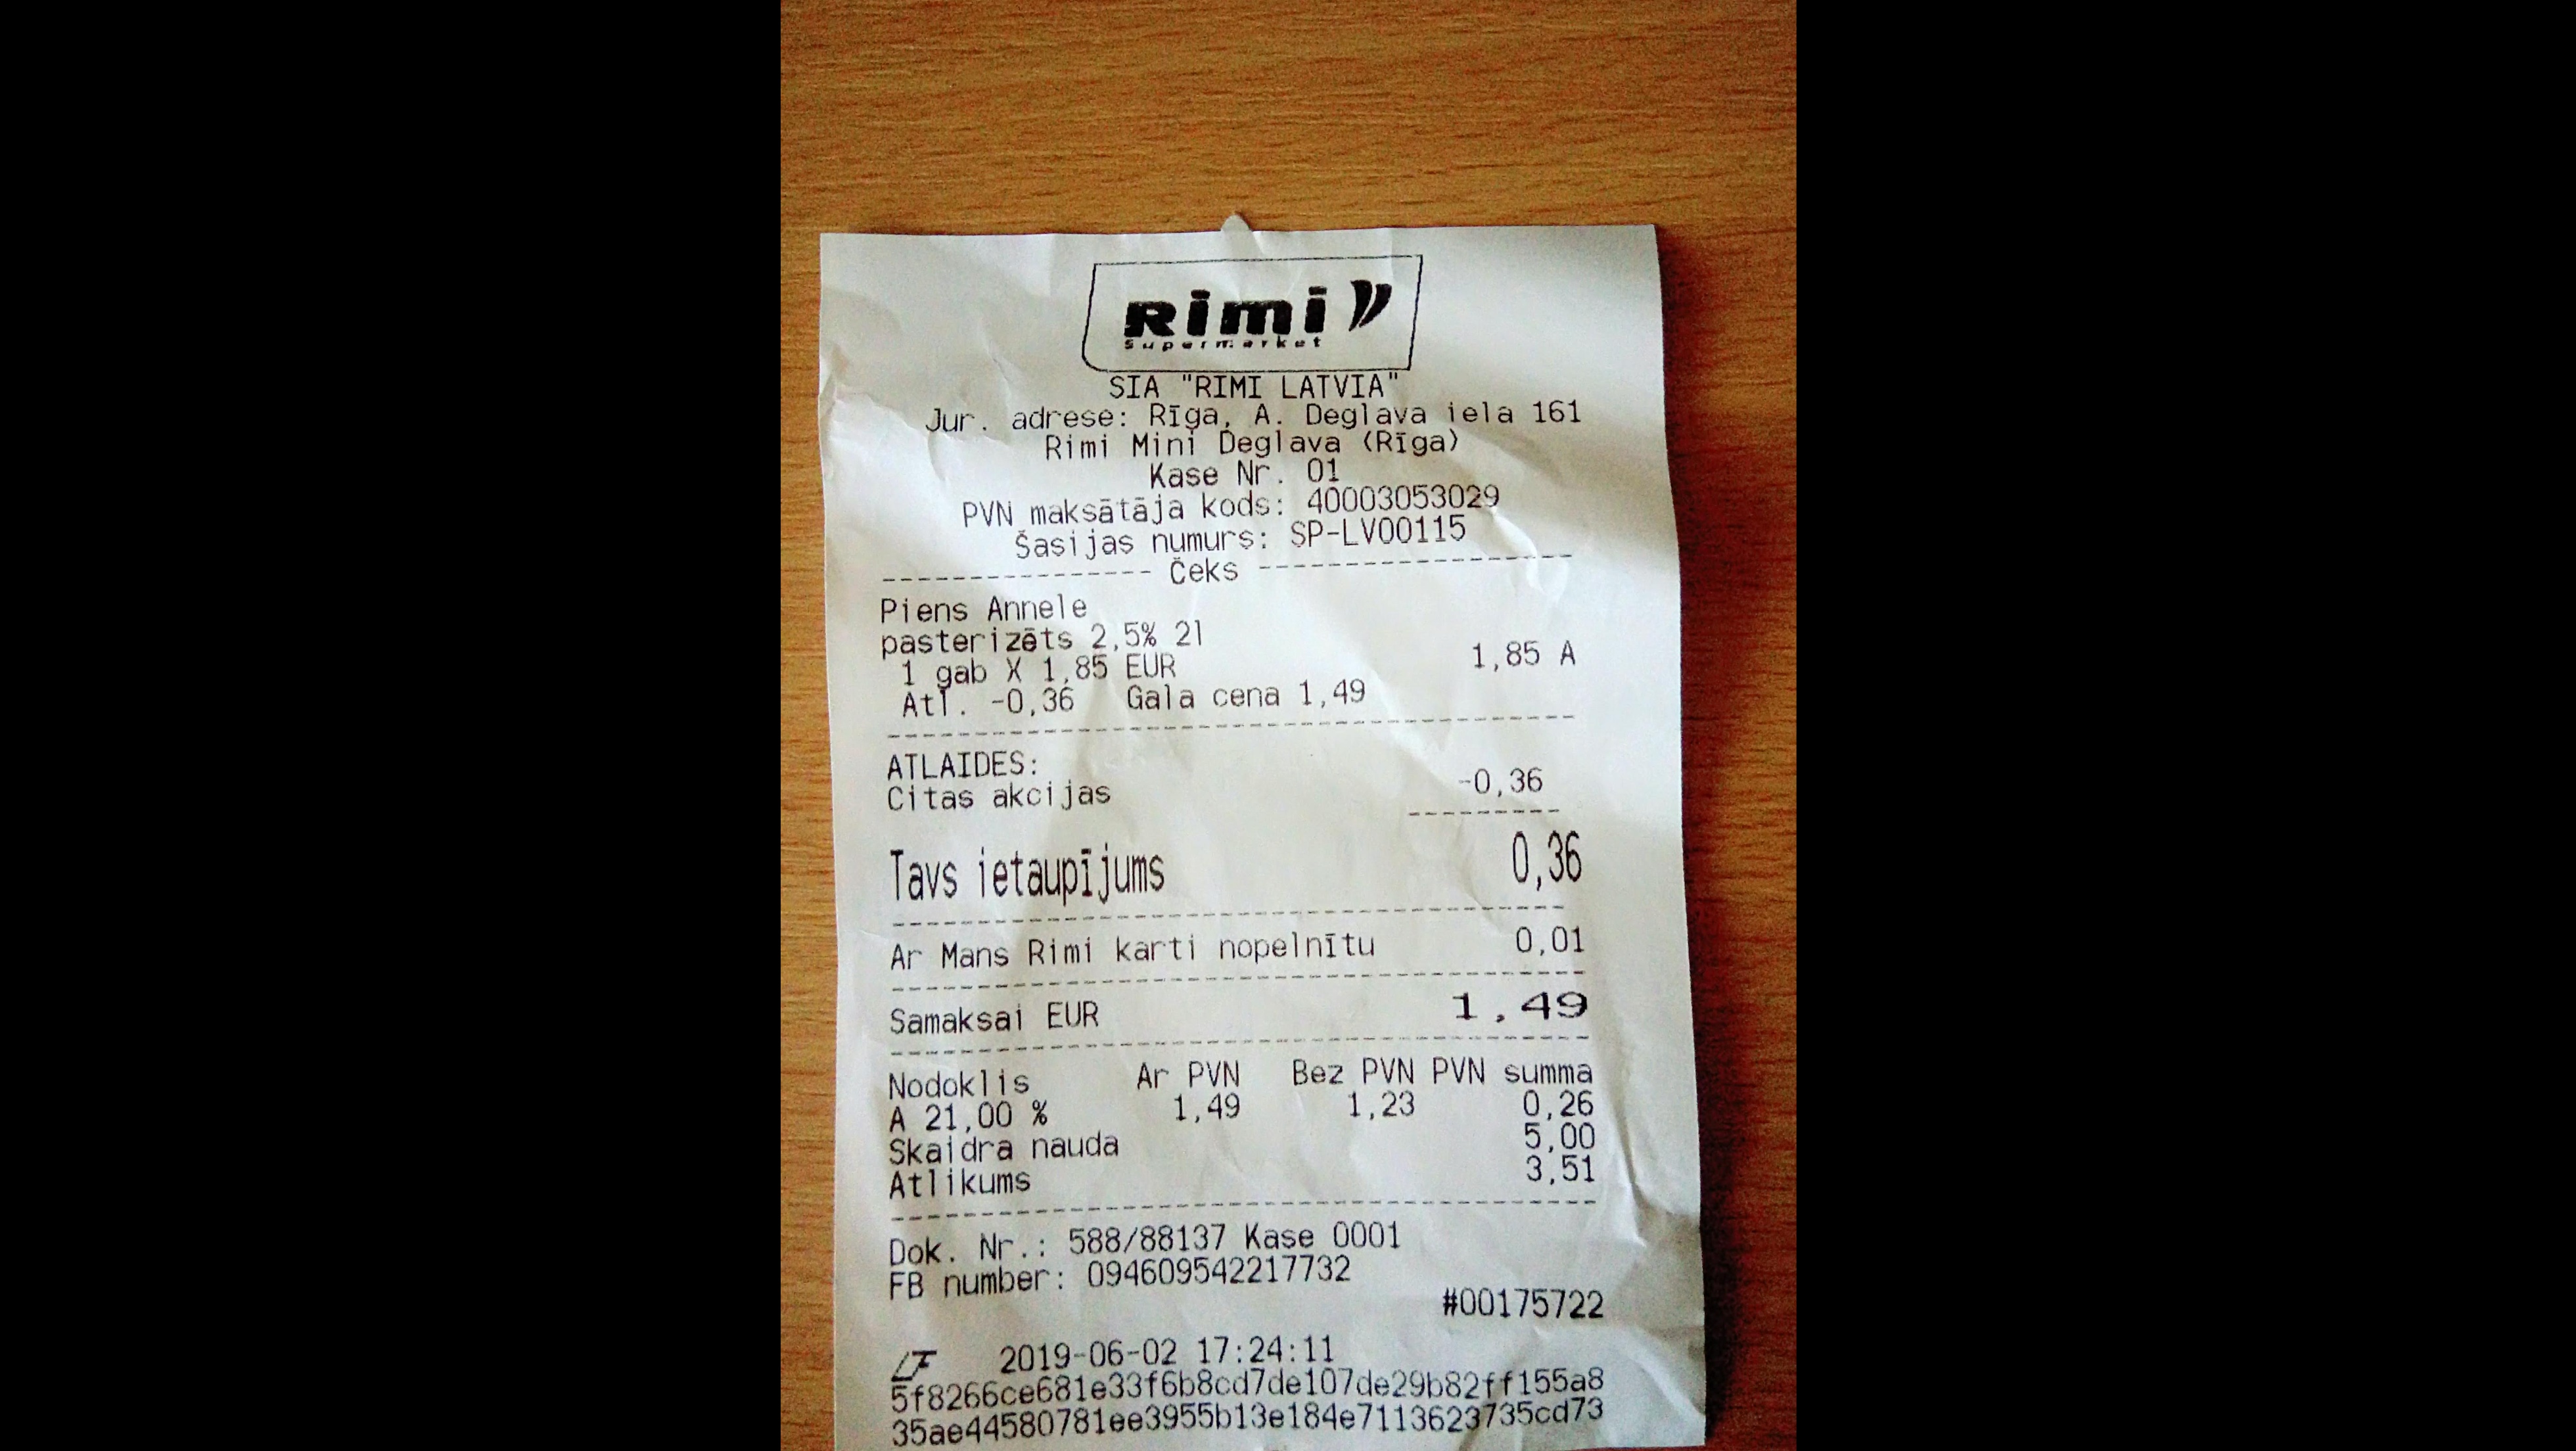 Rimi
Supermarket
SIA "RIMI LATVIA"
Jur. adrese: Rīga, A. Deglava iela 161
Rimi Mini Deglava (Rīga)
Kase Nr. 01
PVN maksātāja kods: 40003053029
Šasijas numurs: SP-LV00115
--------------- Čeks ------------------
Piens Annele
pasterizēts 2,5% 2l
1 gab X 1,85 EUR 1,85 A
Atl. -0,36 Gala cena 1,49
ATLAIDES:
Citas akcijas -0,36
Tavs ietaupījums 0,36
Ar Mans Rimi karti nopelnītu 0,01
Samaksai EUR 1,49
Nodoklis Ar PVN Bez PVN PVN summa
A 21,00 % 1,49 1,23 0,26
Skaidra nauda 5,00
Atlikums 3,51
Dok. Nr.: 588/88137 Kase 0001
FB number: 094609542217732
#00175722
2019-06-02 17:24:11
5f8266ce681e33f6b8cd7de107de29b82ff155a8
35ae44580781ee3955b13e184e7113623735cd73